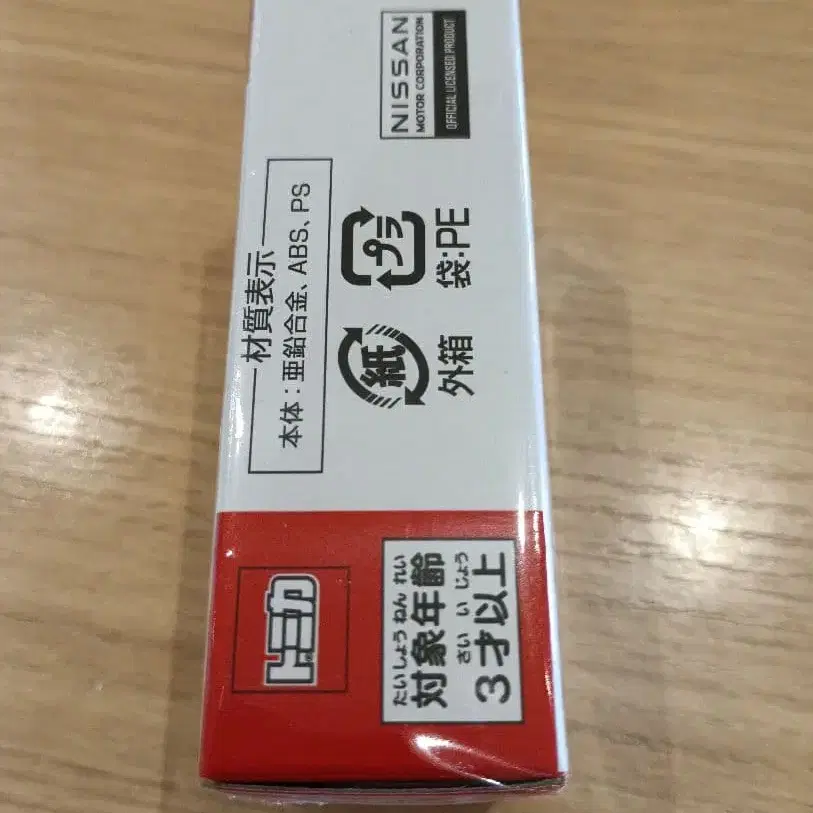 トミカ
たいしょうねんれい
対象年齢
さい いじょう
3才以上
材質表示
本体：亜鉛合金、ABS、PS
紙
プラ
外箱
袋:PE
NISSAN
MOTOR CORPORATION
OFFICIAL LICENSED PRODUCT